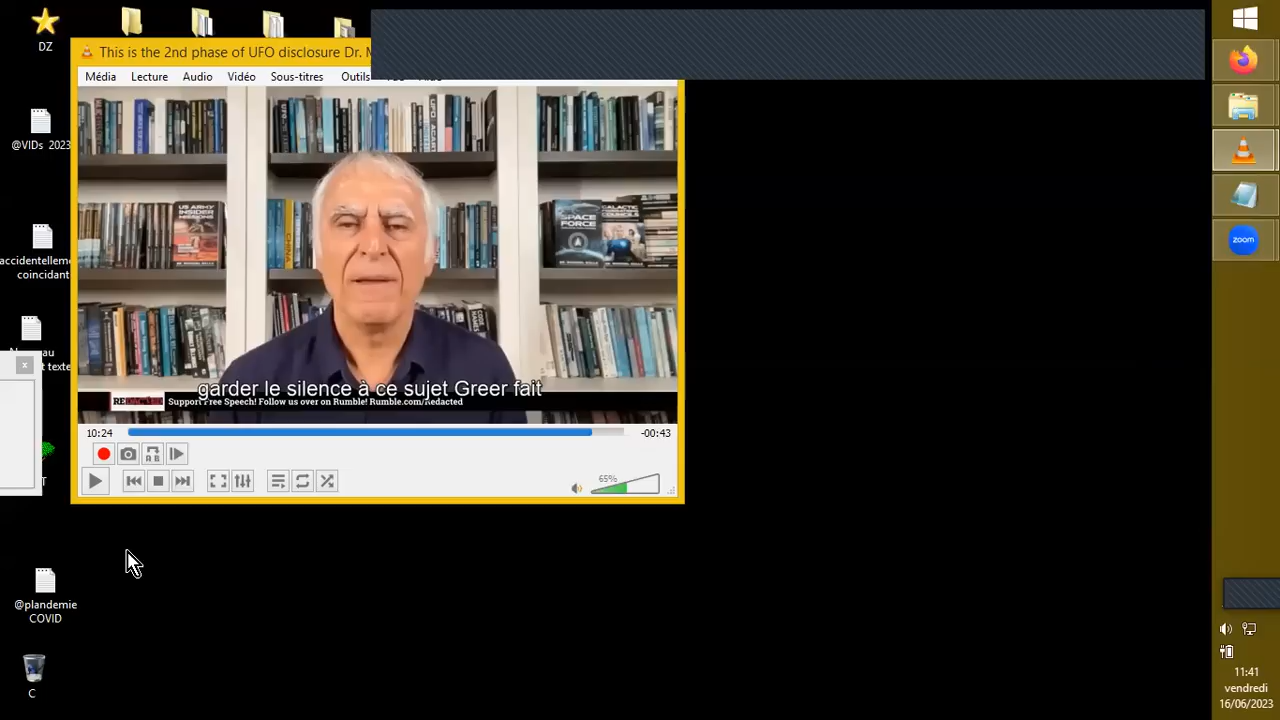 DZ
This is the 2nd phase of UFO disclosure Dr.
Média Lecture Audio Vidéo Sous-titres Outils
@VIDs 2023
accidentelleme
coincidant
t texte
US ARMY
INSIDER
MISSIONS
SPACE
FORCE
GALACTIC
COUNCILS
garder le silence à ce sujet Greer fait
REDACTED Support Free Speech! Follow us over on Rumble! Rumble.com/Redacted
10:24 -00:43
65%
@plandemie
COVID
C
zoom
11:41
vendredi
16/06/2023